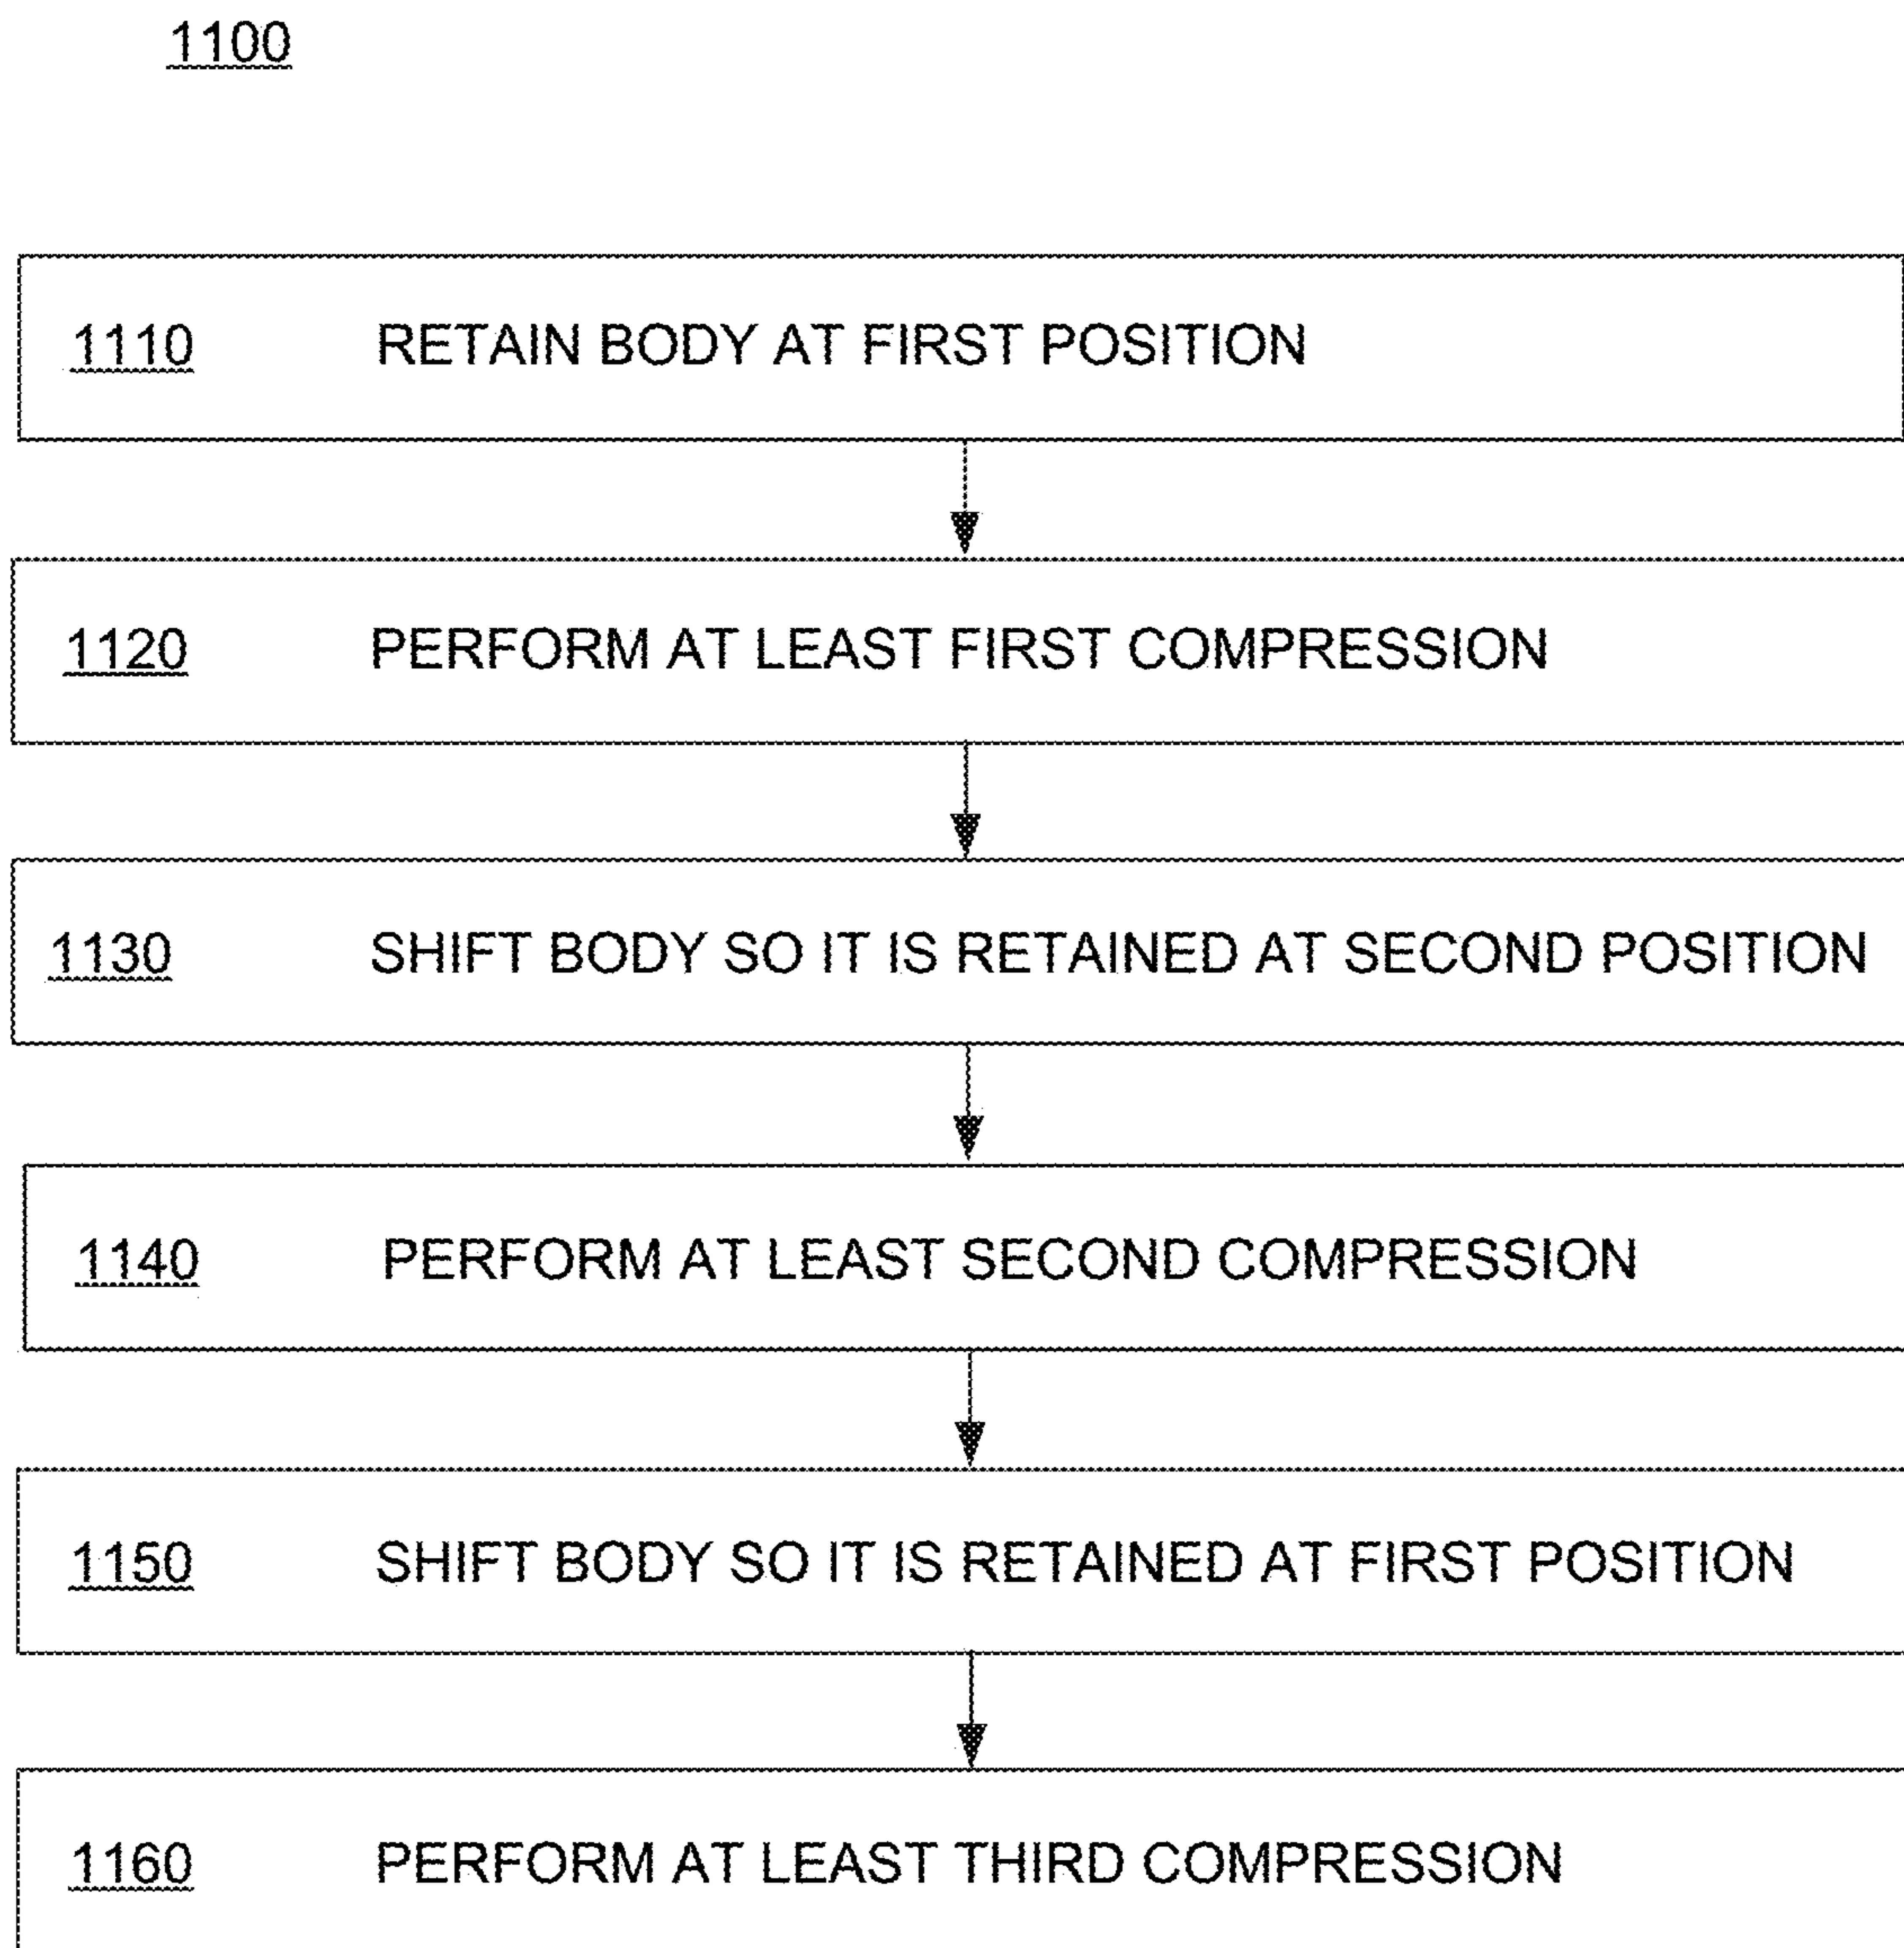 1100
1110 RETAIN BODY AT FIRST POSITION
1120 PERFORM AT LEAST FIRST COMPRESSION
1130 SHIFT BODY SO IT IS RETAINED AT SECOND POSITION
1140 PERFORM AT LEAST SECOND COMPRESSION
1150 SHIFT BODY SO IT IS RETAINED AT FIRST POSITION
1160 PERFORM AT LEAST THIRD COMPRESSION